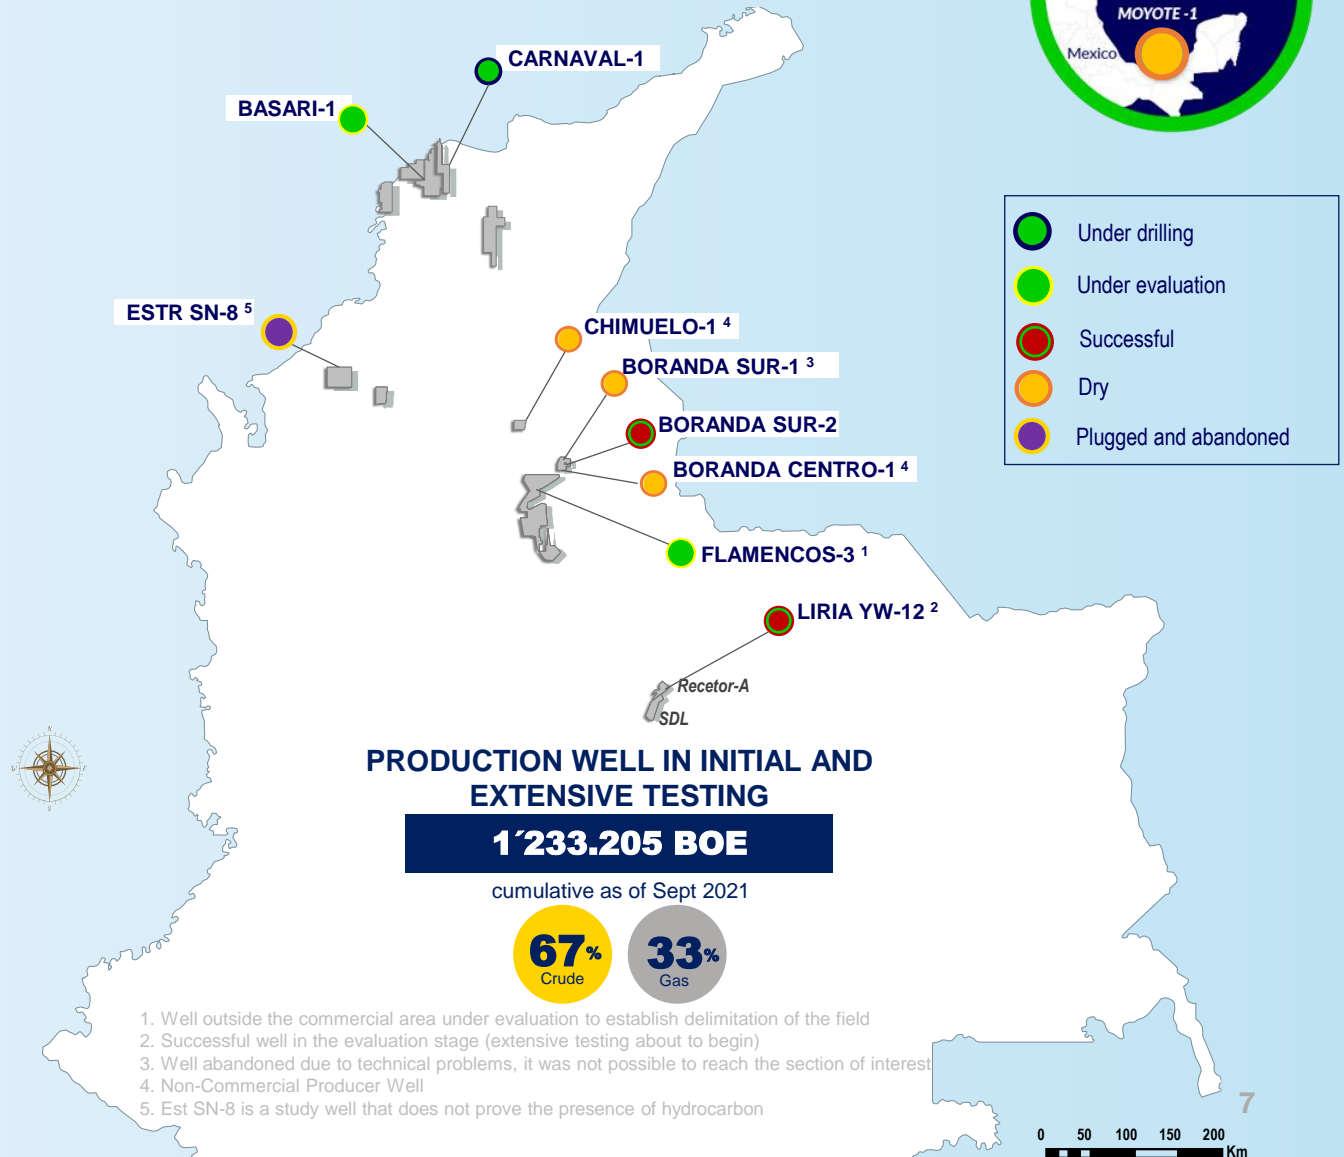 MOYOTE -1
Mexico
CARNAVAL-1
BASARI-1
Under drilling
Under evaluation
Successful
Dry
Plugged and abandoned
ESTR SN-8 5
CHIMUELO-1 4
BORANDA SUR-1 3
BORANDA SUR-2
BORANDA CENTRO-1 4
FLAMENCOS-3 1
LIRIA YW-12 2
Recetor-A
SDL
N
W
E
S
PRODUCTION WELL IN INITIAL AND
EXTENSIVE TESTING
1´233.205 BOE
cumulative as of Sept 2021
67%
Crude
33%
Gas
1. Well outside the commercial area under evaluation to establish delimitation of the field
2. Successful well in the evaluation stage (extensive testing about to begin)
3. Well abandoned due to technical problems, it was not possible to reach the section of interest
4. Non-Commercial Producer Well
5. Est SN-8 is a study well that does not prove the presence of hydrocarbon
7
0 50 100 150 200
Km